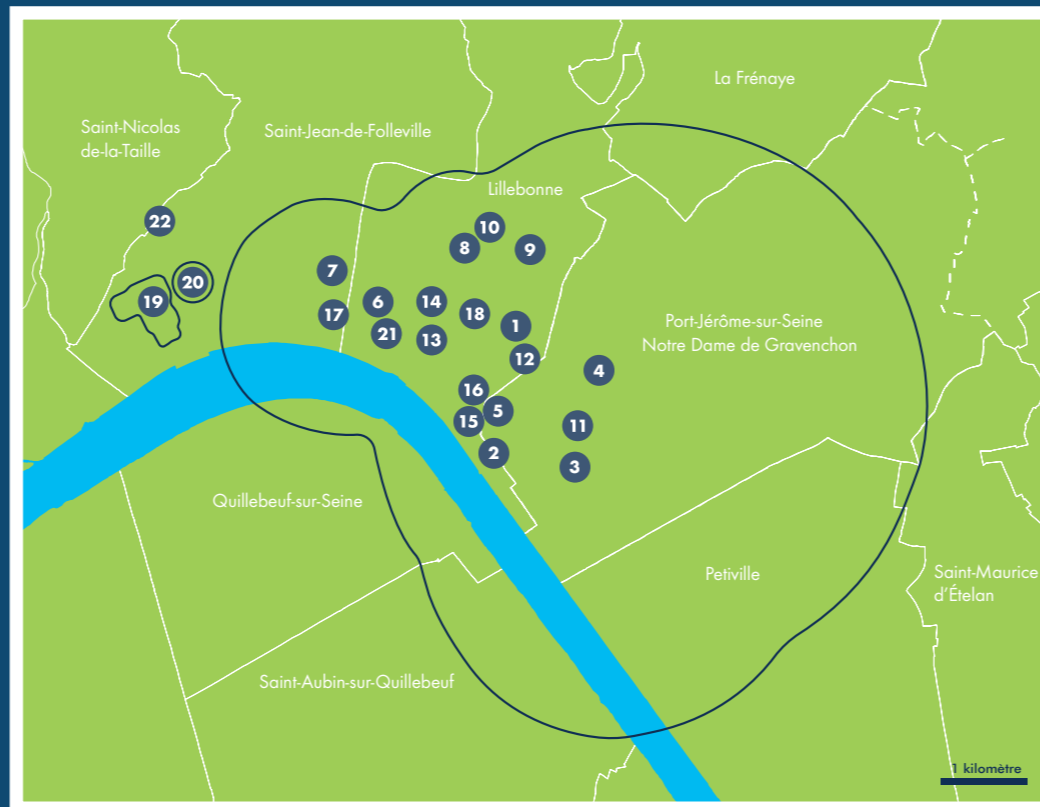 La Frénaye
Saint-Nicolas
de-la-Taille
Saint-Jean-de-Folleville
Lillebonne
22
10
8
9
7
20
19
6
14
17
18
21
13
1
Port-Jérôme-sur-Seine
Notre Dame de Gravenchon
12
4
16
5
15
11
2
3
Quillebeuf-sur-Seine
Petiville
Saint-Maurice
d'Ételan
Saint-Aubin-sur-Quillebeuf
1 kilomètre